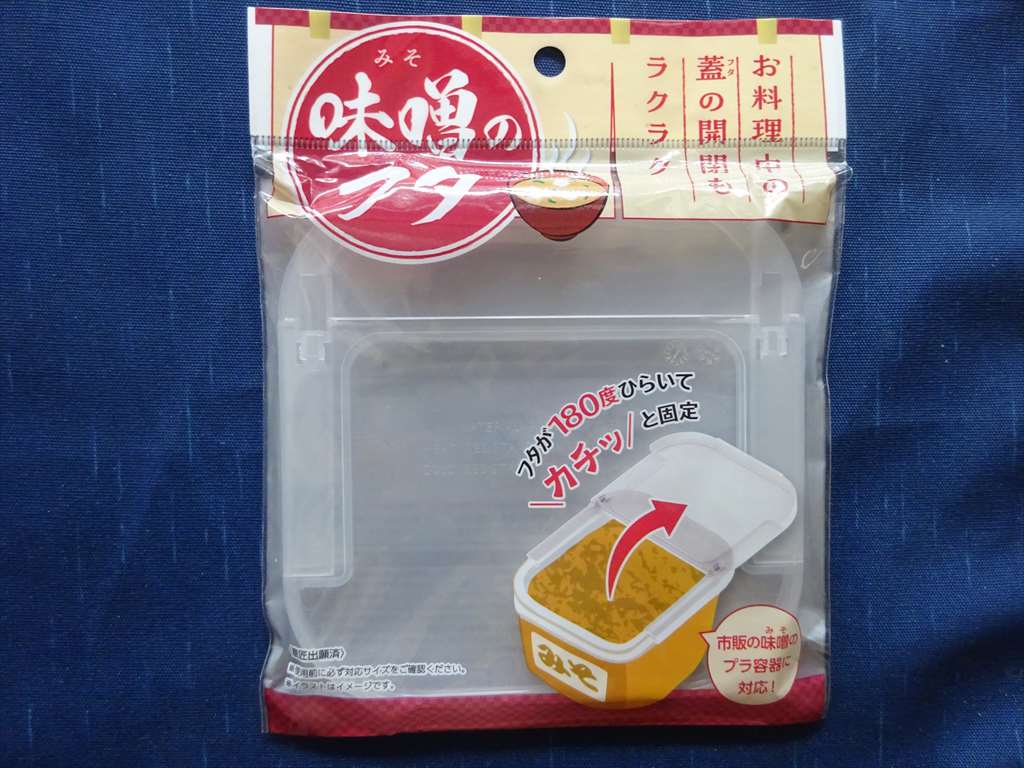 みそ
味噌の
フタ
お料理中の
フタ
蓋の開閉も
ラクラク
フタが180度ひらいて
カチッと固定
みそ
みそ
市販の味噌の
プラ容器に
対応!
意匠出願済〉
※使用前に必ず対応サイズをご確認ください。
※イラストはイメージです。